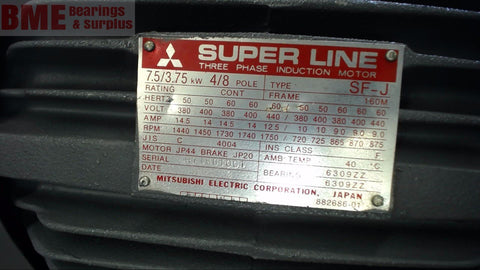 BME Bearings & Surplus
SUPER LINE
THREE PHASE INDUCTION MOTOR
7.5/3.75 kW 4/8 POLE TYPE SF-J
RATING CONT FRAME 160M
HERTZ 50 50 60 60 60 / 50 50 60 60 60
VOLT 380 400 380 400 440 / 380 400 380 400 440
AMP 14.5 14 14.5 14 12.5 10 10 9.0 9.0 9.0
RPM 1440 1450 1730 1740 1750 / 720 725 865 870 875
JIS C 4004 INS CLASS F
MOTOR JP44 BRAKE JP20 AMB TEMP 40 °C
SERIAL BEARING 6309ZZ
DATE 6309ZZ
MITSUBISHI ELECTRIC CORPORATION, JAPAN
882686-01